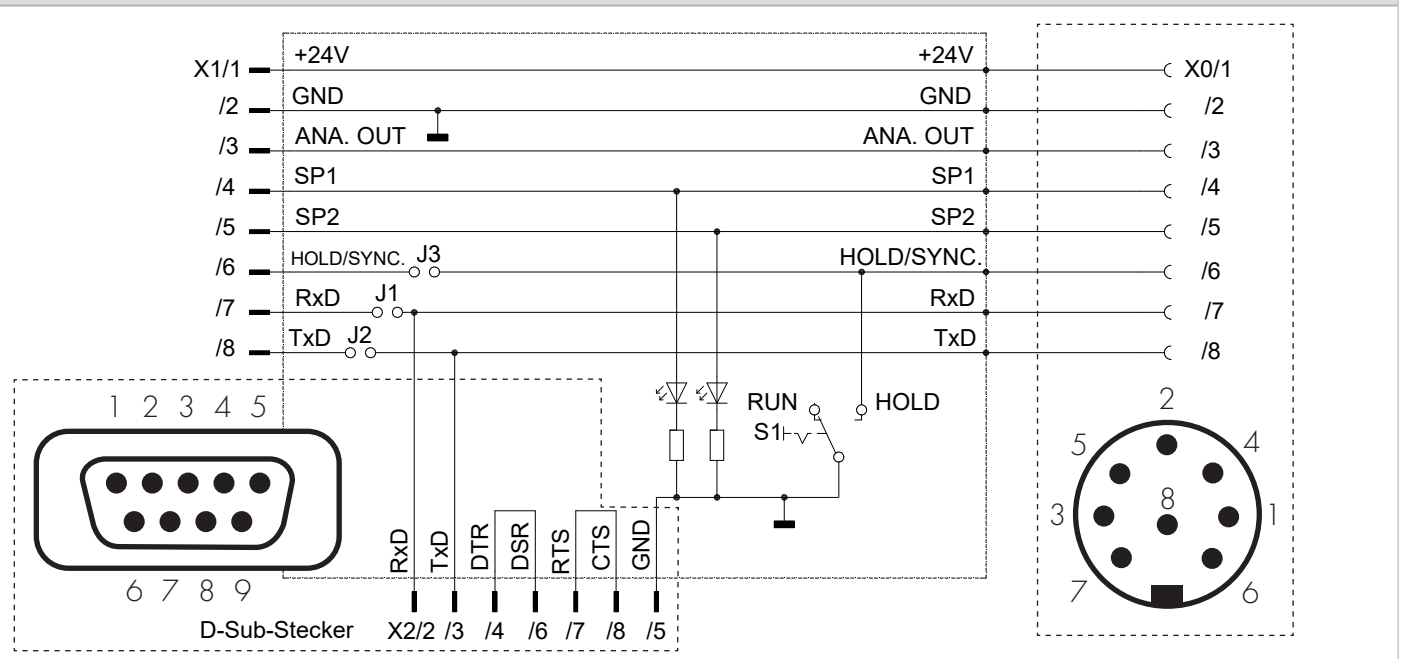 +24V +24V
X1/1 X0/1
GND GND
/2 /2
ANA. OUT ANA. OUT
/3 /3
SP1 SP1
/4 /4
SP2 SP2
/5 /5
HOLD/SYNC. J3 HOLD/SYNC.
/6 /6
RxD J1 RxD
/7 /7
TxD J2 TxD
/8 /8
1 2 3 4 5
RUN HOLD
S1
2
5 4
8
3 1
7 6
6 7 8 9
RxD TxD DTR DSR RTS CTS GND
D-Sub-Stecker X2/2 /3 /4 /6 /7 /8 /5